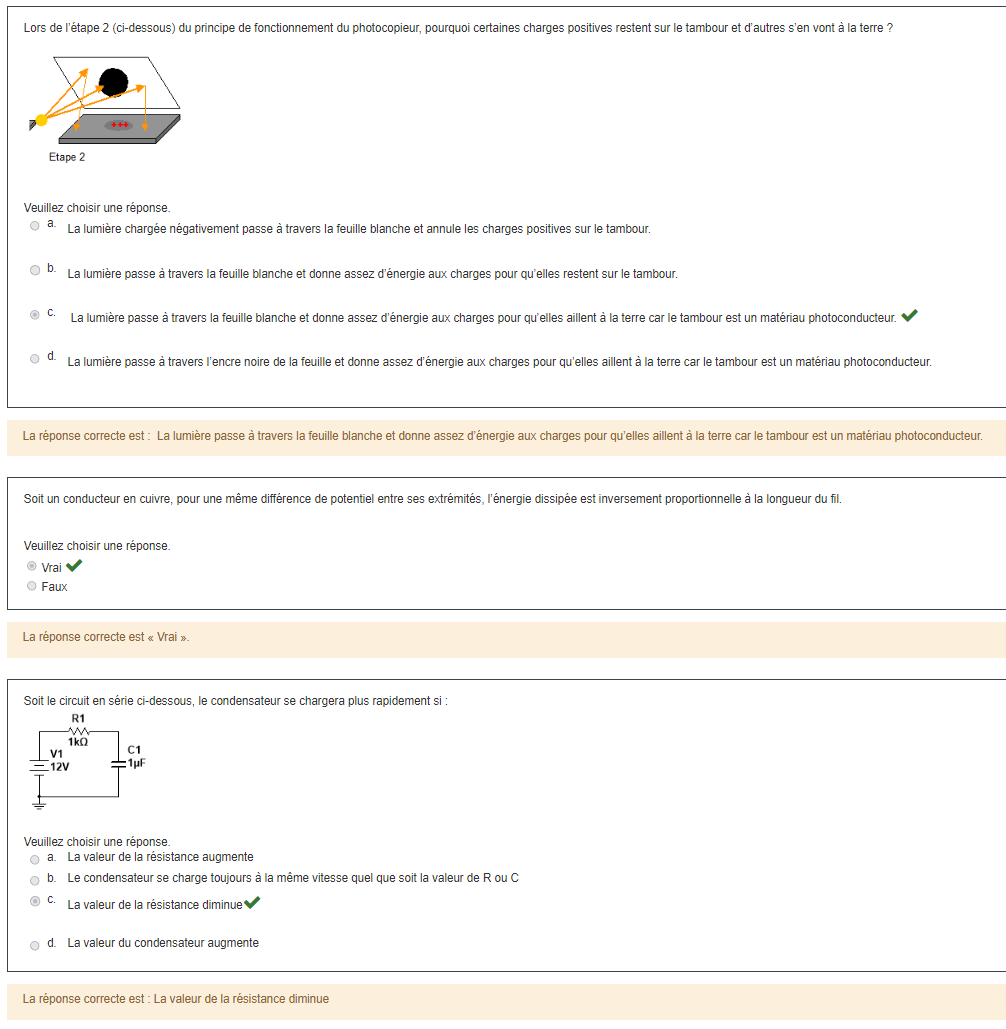 Lors de l'étape 2 (ci-dessous) du principe de fonctionnement du photocopieur, pourquoi certaines charges positives restent sur le tambour et d'autres s'en vont à la terre ?
+++
Etape 2
Veuillez choisir une réponse.
a. La lumière chargée négativement passe à travers la feuille blanche et annule les charges positives sur le tambour.
b. La lumière passe à travers la feuille blanche et donne assez d'énergie aux charges pour qu'elles restent sur le tambour.
c. La lumière passe à travers la feuille blanche et donne assez d'énergie aux charges pour qu'elles aillent à la terre car le tambour est un matériau photoconducteur.
d. La lumière passe à travers l'encre noire de la feuille et donne assez d'énergie aux charges pour qu'elles aillent à la terre car le tambour est un matériau photoconducteur.
La réponse correcte est : La lumière passe à travers la feuille blanche et donne assez d'énergie aux charges pour qu'elles aillent à la terre car le tambour est un matériau photoconducteur.
Soit un conducteur en cuivre, pour une même différence de potentiel entre ses extrémités, l'énergie dissipée est inversement proportionnelle à la longueur du fil.
Veuillez choisir une réponse.
Vrai
Faux
La réponse correcte est « Vrai ».
Soit le circuit en série ci-dessous, le condensateur se chargera plus rapidement si :
R1
1kΩ
V1
12V
C1
1µF
Veuillez choisir une réponse.
a. La valeur de la résistance augmente
b. Le condensateur se charge toujours à la même vitesse quel que soit la valeur de R ou C
c. La valeur de la résistance diminue
d. La valeur du condensateur augmente
La réponse correcte est : La valeur de la résistance diminue